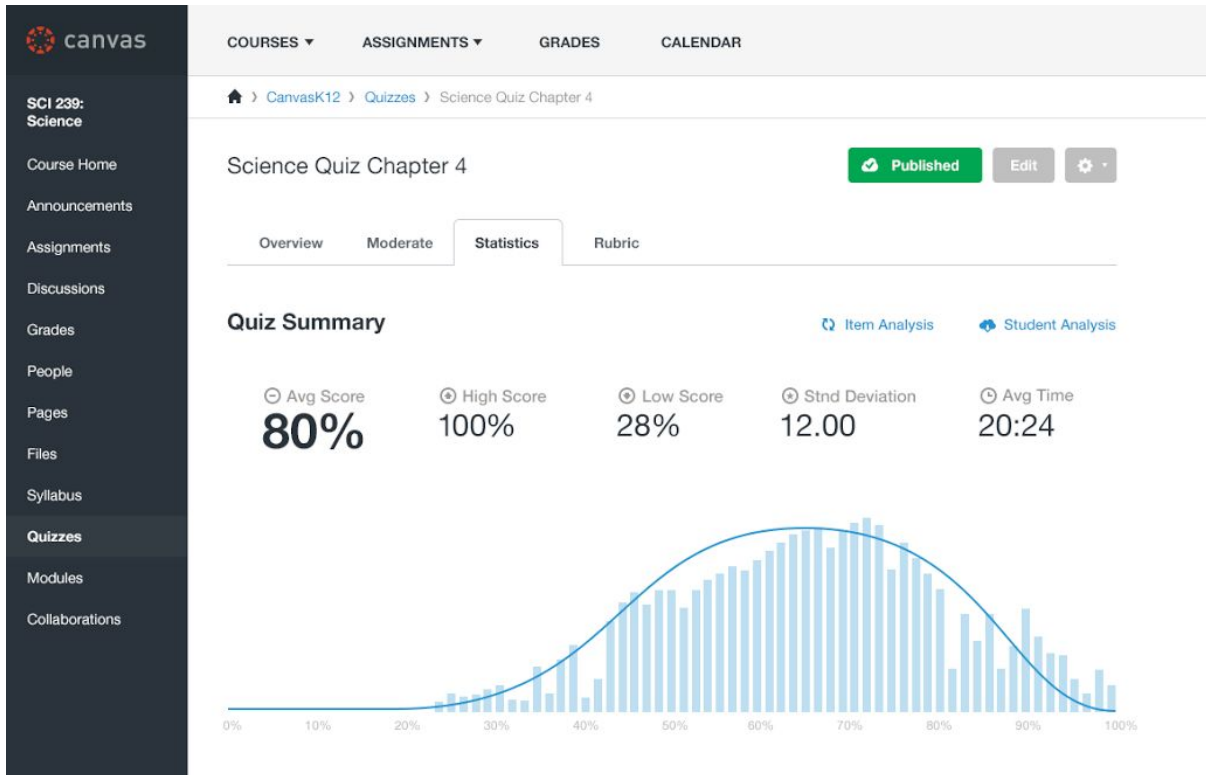 canvas
COURSES ▾ ASSIGNMENTS ▾ GRADES CALENDAR
SCI 239:
Science
Course Home
Announcements
Assignments
Discussions
Grades
People
Pages
Files
Syllabus
Quizzes
Modules
Collaborations
CanvasK12 > Quizzes > Science Quiz Chapter 4
Science Quiz Chapter 4
Published Edit
Overview Moderate Statistics Rubric
Quiz Summary
Item Analysis Student Analysis
Avg Score High Score Low Score Stnd Deviation Avg Time
80% 100% 28% 12.00 20:24
0% 10% 20% 30% 40% 50% 60% 70% 80% 90% 100%